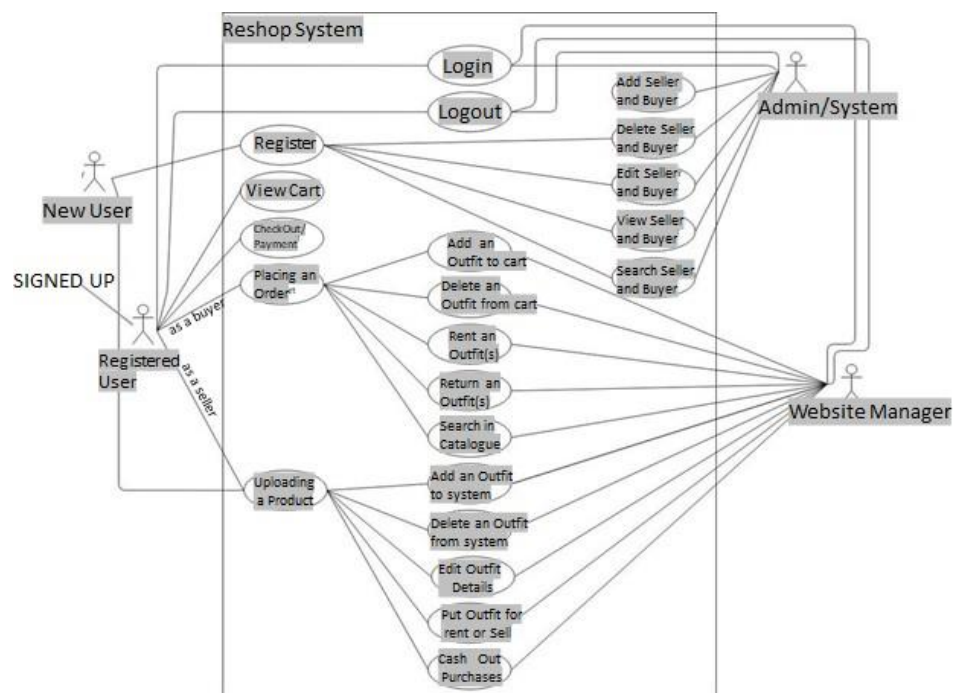 Reshop System
Login
Logout
Add Seller
and Buyer
Admin/System
Delete Seller
and Buyer
Register
Edit Seller
and Buyer
New User
View Cart
View Seller
and Buyer
CheckOut/
Payment
Add an
Outfit to cart
Search Seller
and Buyer
SIGNED UP
Placing an
Order
Delete an
Outfit from cart
as a buyer
Registered
User
Rent an
Outfit(s)
as a seller
Return an
Outfit(s)
Website Manager
Search in
Catalogue
Uploading
a Product
Add an Outfit
to system
Delete an Outfit
from system
Edit Outfit
Details
Put Outfit for
rent or Sell
Cash Out
Purchases